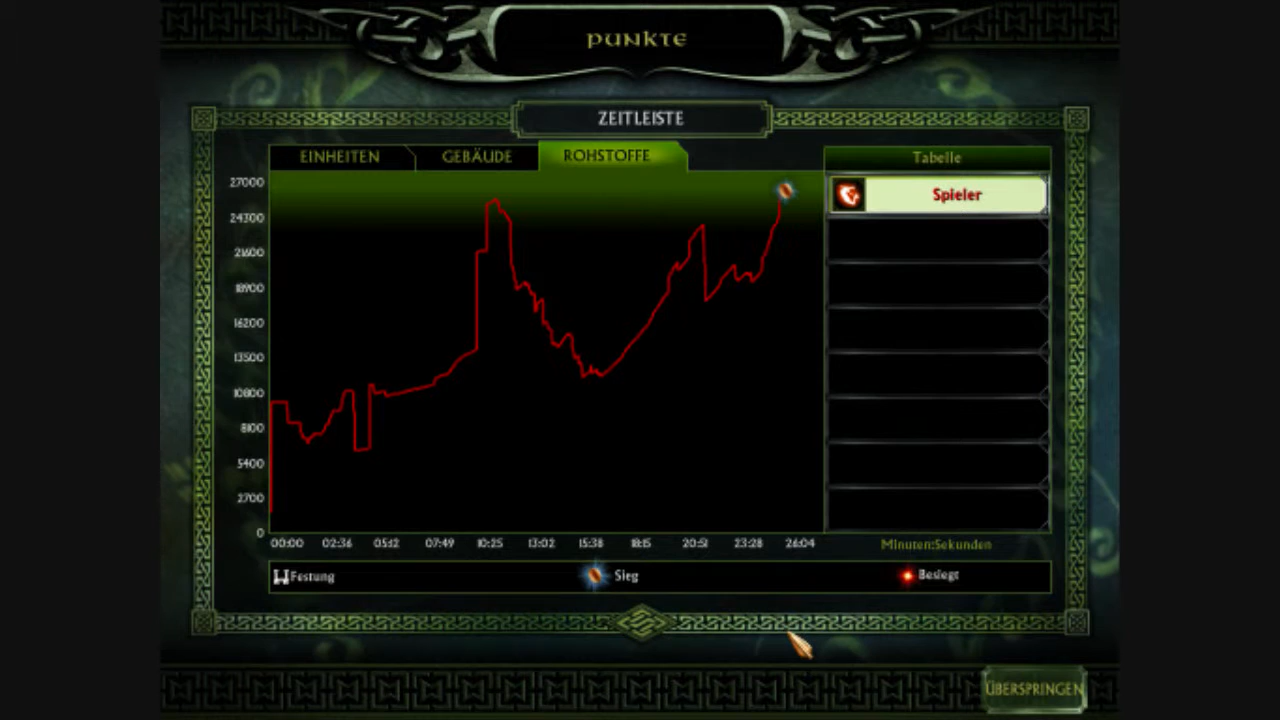 PUNKTE
ZEITLEISTE
EINHEITEN GEBÄUDE ROHSTOFFE Tabelle
Spieler
27000
24300
21600
18900
16200
13500
10800
8100
5400
2700
0
00:00 02:36 05:12 07:49 10:25 13:02 15:38 18:15 20:51 23:28 26:04 Minuten:Sekunden
Festung Sieg Besiegt
ÜBERSPRINGEN